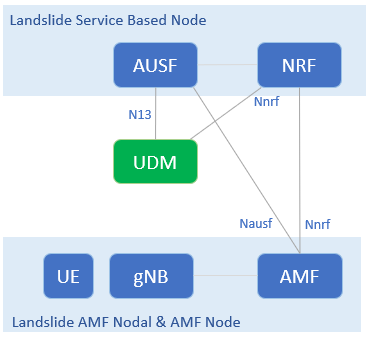 Landslide Service Based Node
AUSF
NRF
N13
Nnrf
UDM
Nausf
Nnrf
UE
gNB
AMF
Landslide AMF Nodal & AMF Node